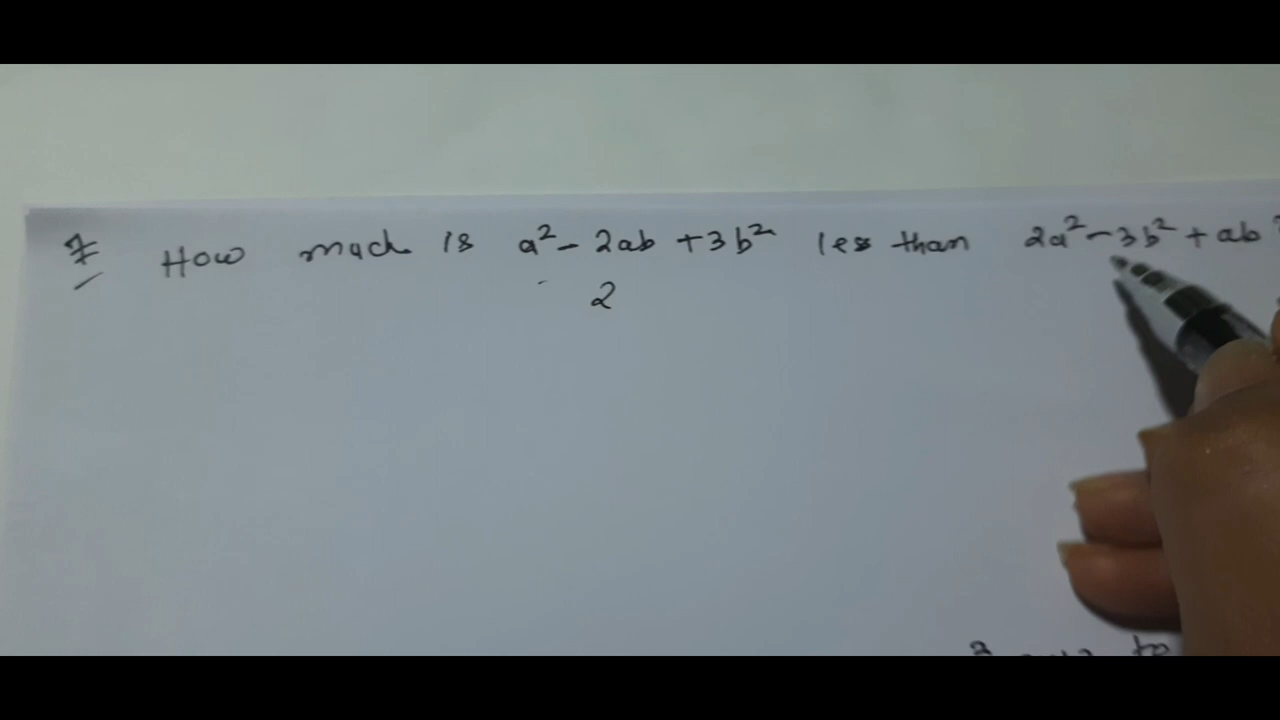 7 How much is a² - 2ab + 3b² less than 2a² - 3b² + ab ?
2